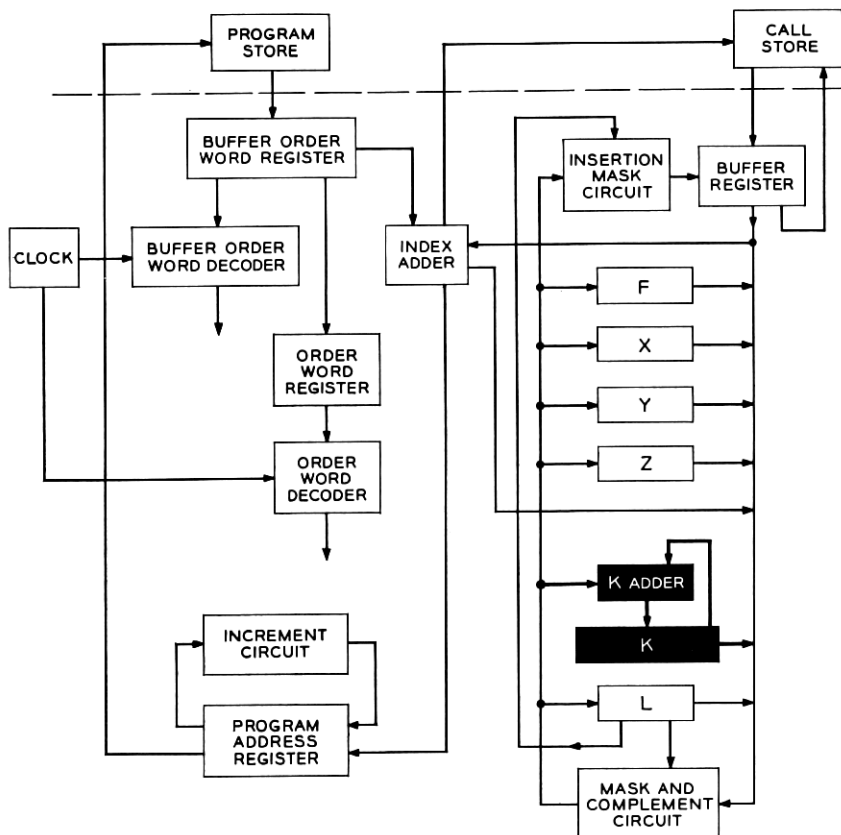 PROGRAM
STORE
CALL
STORE
BUFFER ORDER
WORD REGISTER
INSERTION
MASK
CIRCUIT
BUFFER
REGISTER
CLOCK
BUFFER ORDER
WORD DECODER
INDEX
ADDER
F
ORDER
WORD
REGISTER
X
Y
ORDER
WORD
DECODER
Z
K ADDER
INCREMENT
CIRCUIT
K
PROGRAM
ADDRESS
REGISTER
L
MASK AND
COMPLEMENT
CIRCUIT